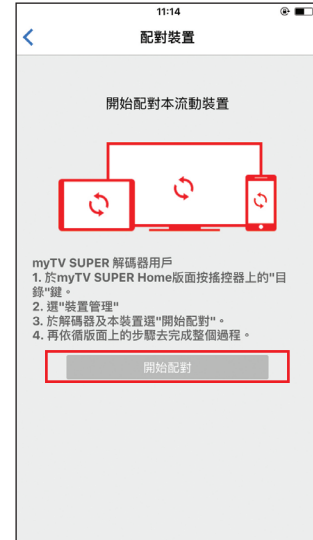 11:14
配對裝置
開始配對本流動裝置
myTV SUPER 解碼器用戶
1. 於myTV SUPER Home版面按搖控器上的"目
錄"鍵。
2. 選"裝置管理"
3. 於解碼器及本裝置選"開始配對"。
4. 再依循版面上的步驟去完成整個過程。
開始配對